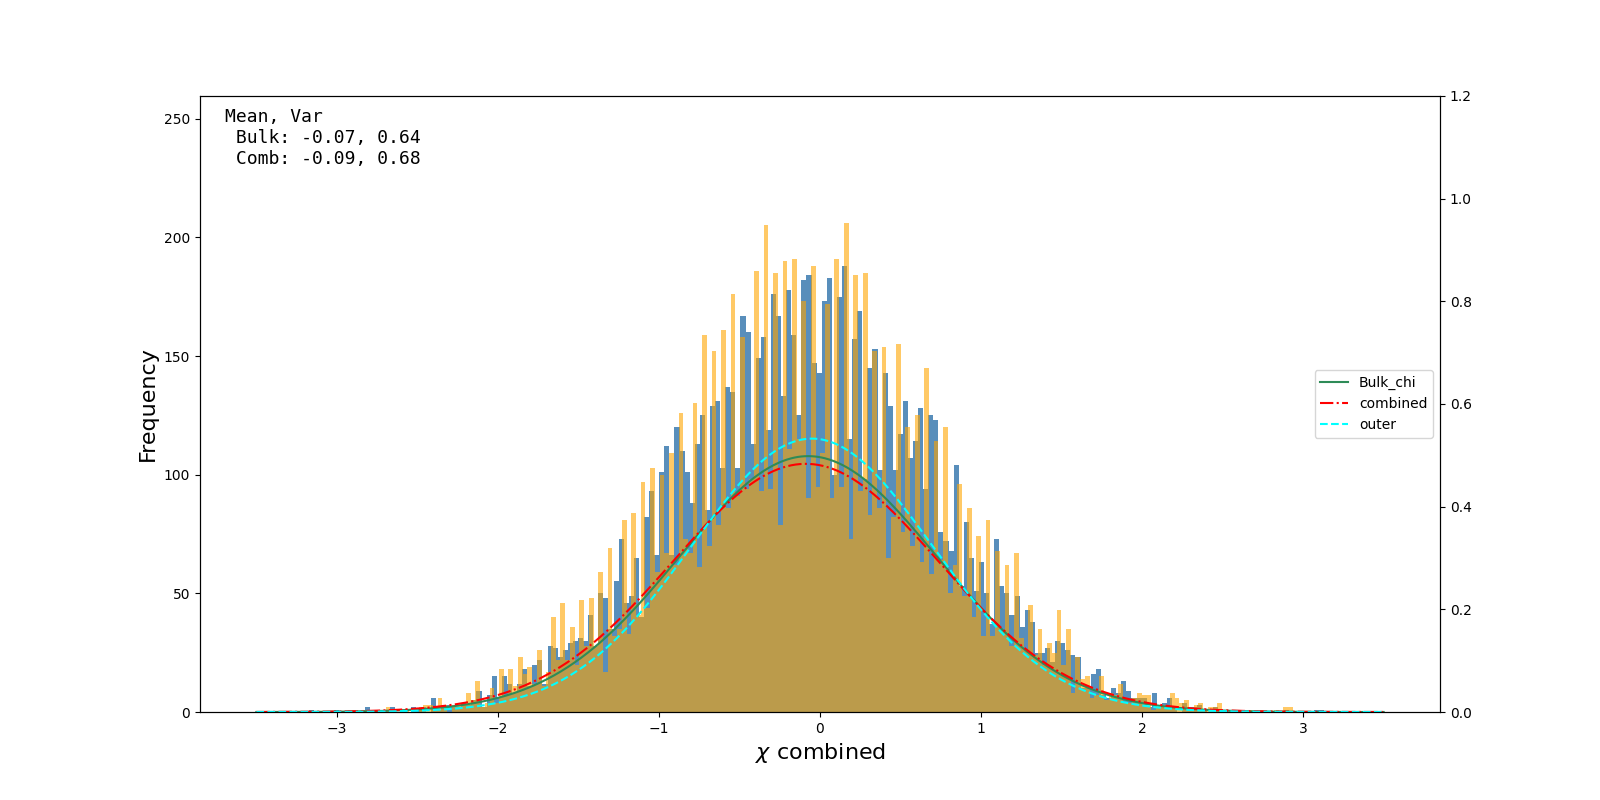 Mean, Var
Bulk: -0.07, 0.64
Comb: -0.09, 0.68
250
200
150
100
50
0
Frequency
−3
−2
−1
0
1
2
3
χ combined
1.2
1.0
0.8
0.6
0.4
0.2
0.0
Bulk_chi
combined
outer